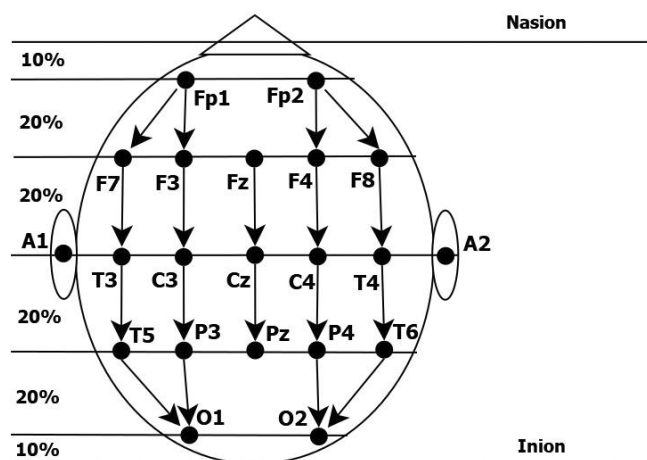 Nasion
10%
Fp1 Fp2
20%
F7 F3 Fz F4 F8
20%
A1 A2
T3 C3 Cz C4 T4
20%
T5 P3 Pz P4 T6
20%
O1 O2
10% Inion